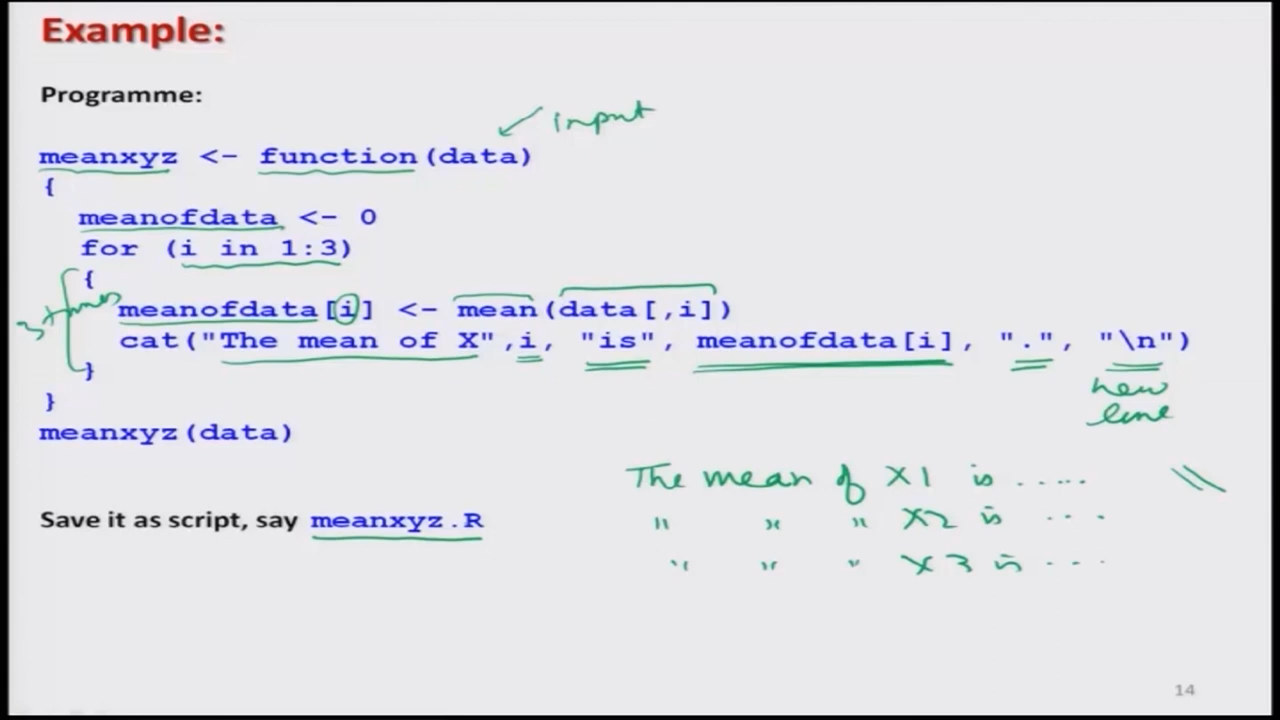 Example:
Programme:
input
meanxyz <- function(data)
{
meanofdata <- 0
for (i in 1:3)
{
3 times
meanofdata[i] <- mean(data[,i])
cat("The mean of X",i, "is", meanofdata[i], ".", "\n")
}
new
line
}
meanxyz(data)
The mean of X1 is .....
" " " X2 is ...
Save it as script, say meanxyz.R
" " " X3 is ...
14